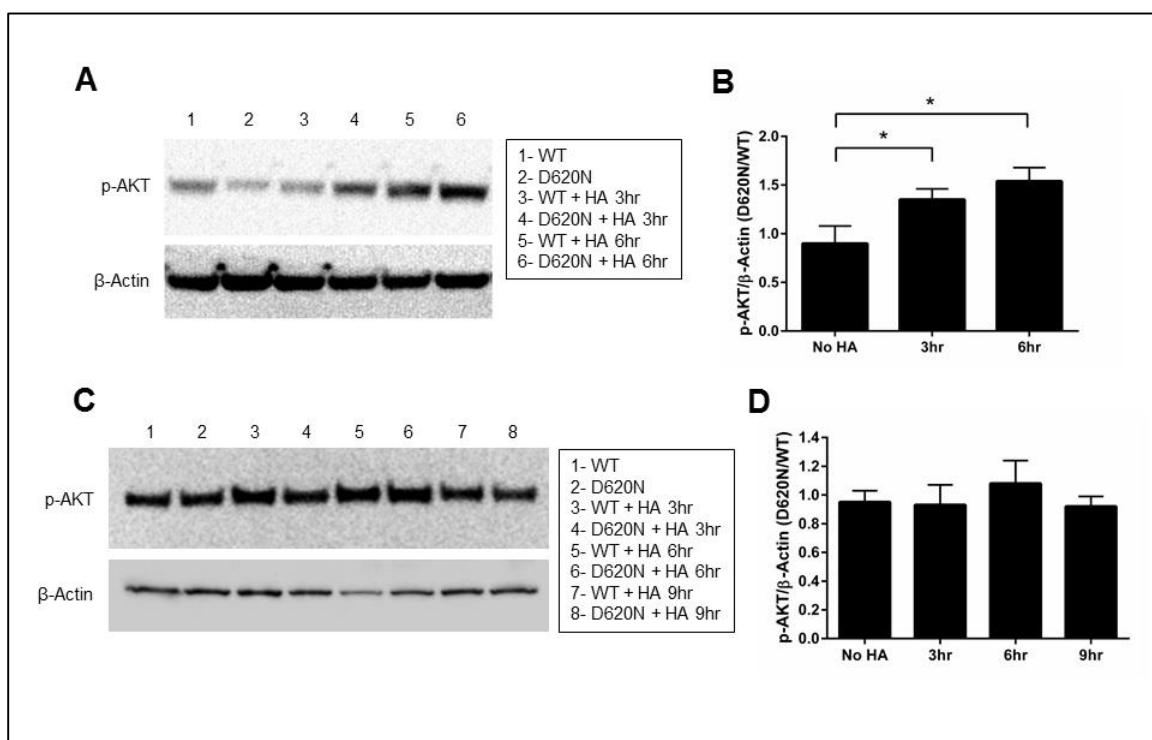 A
1 2 3 4 5 6
p-AKT
β-Actin
1- WT
2- D620N
3- WT + HA 3hr
4- D620N + HA 3hr
5- WT + HA 6hr
6- D620N + HA 6hr
B
* 
*
p-AKT/β-Actin (D620N/WT)
2.0
1.5
1.0
0.5
0.0
No HA 3hr 6hr
C
1 2 3 4 5 6 7 8
p-AKT
β-Actin
1- WT
2- D620N
3- WT + HA 3hr
4- D620N + HA 3hr
5- WT + HA 6hr
6- D620N + HA 6hr
7- WT + HA 9hr
8- D620N + HA 9hr
D
p-AKT/β-Actin (D620N/WT)
1.4
1.2
1.0
0.8
0.6
0.4
0.2
0.0
No HA 3hr 6hr 9hr